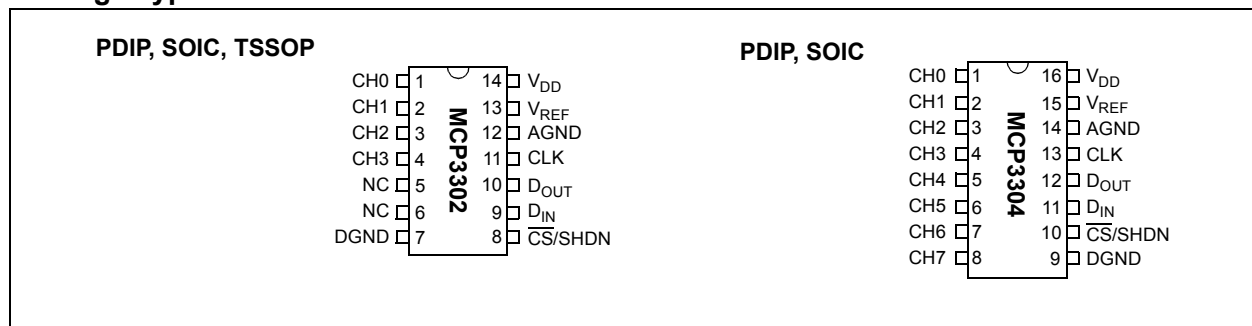 PDIP, SOIC, TSSOP
CH0 1 14 VDD
CH1 2 13 VREF
CH2 3 12 AGND
CH3 4 11 CLK
NC 5 10 DOUT
NC 6 9 DIN
DGND 7 8 CS/SHDN
MCP3302
PDIP, SOIC
CH0 1 16 VDD
CH1 2 15 VREF
CH2 3 14 AGND
CH3 4 13 CLK
CH4 5 12 DOUT
CH5 6 11 DIN
CH6 7 10 CS/SHDN
CH7 8 9 DGND
MCP3304